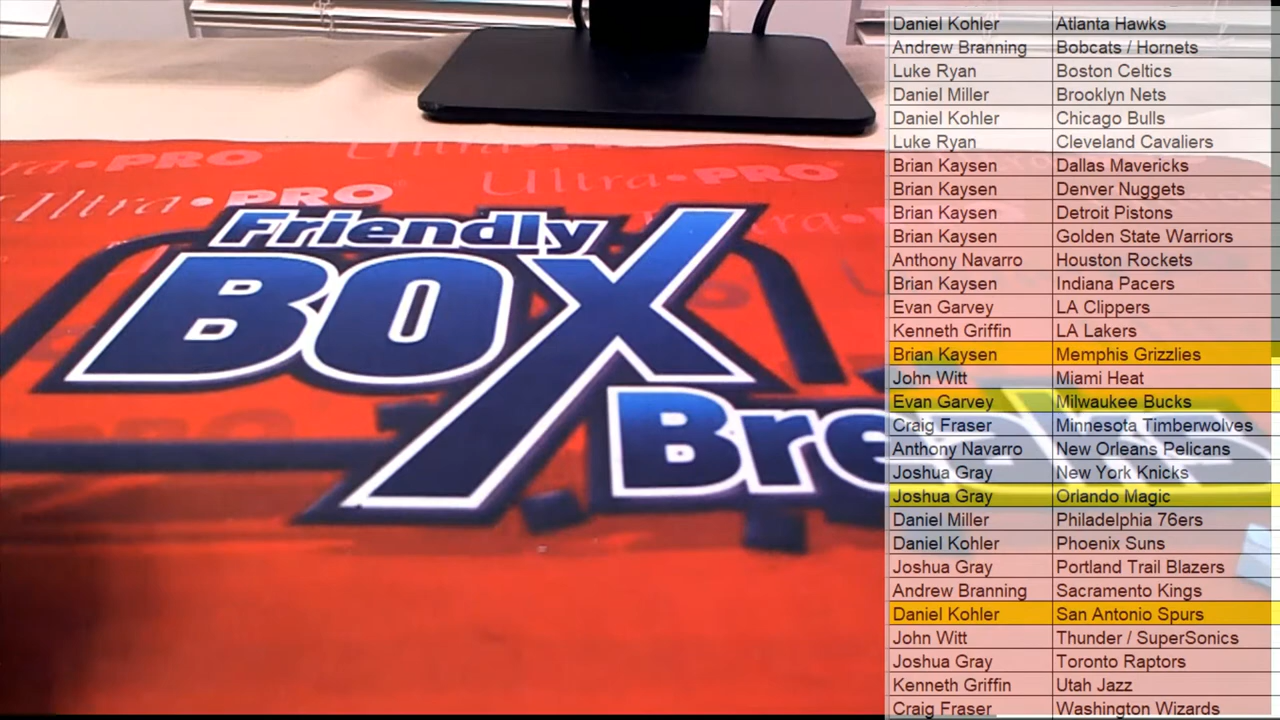 Ultra•PRO
Ultra•PRO
Ultra•PRO
Friendly
BOX
Bre
Daniel Kohler Atlanta Hawks
Andrew Branning Bobcats / Hornets
Luke Ryan Boston Celtics
Daniel Miller Brooklyn Nets
Daniel Kohler Chicago Bulls
Luke Ryan Cleveland Cavaliers
Brian Kaysen Dallas Mavericks
Brian Kaysen Denver Nuggets
Brian Kaysen Detroit Pistons
Brian Kaysen Golden State Warriors
Anthony Navarro Houston Rockets
Brian Kaysen Indiana Pacers
Evan Garvey LA Clippers
Kenneth Griffin LA Lakers
Brian Kaysen Memphis Grizzlies
John Witt Miami Heat
Evan Garvey Milwaukee Bucks
Craig Fraser Minnesota Timberwolves
Anthony Navarro New Orleans Pelicans
Joshua Gray New York Knicks
Joshua Gray Orlando Magic
Daniel Miller Philadelphia 76ers
Daniel Kohler Phoenix Suns
Joshua Gray Portland Trail Blazers
Andrew Branning Sacramento Kings
Daniel Kohler San Antonio Spurs
John Witt Thunder / SuperSonics
Joshua Gray Toronto Raptors
Kenneth Griffin Utah Jazz
Craig Fraser Washington Wizards